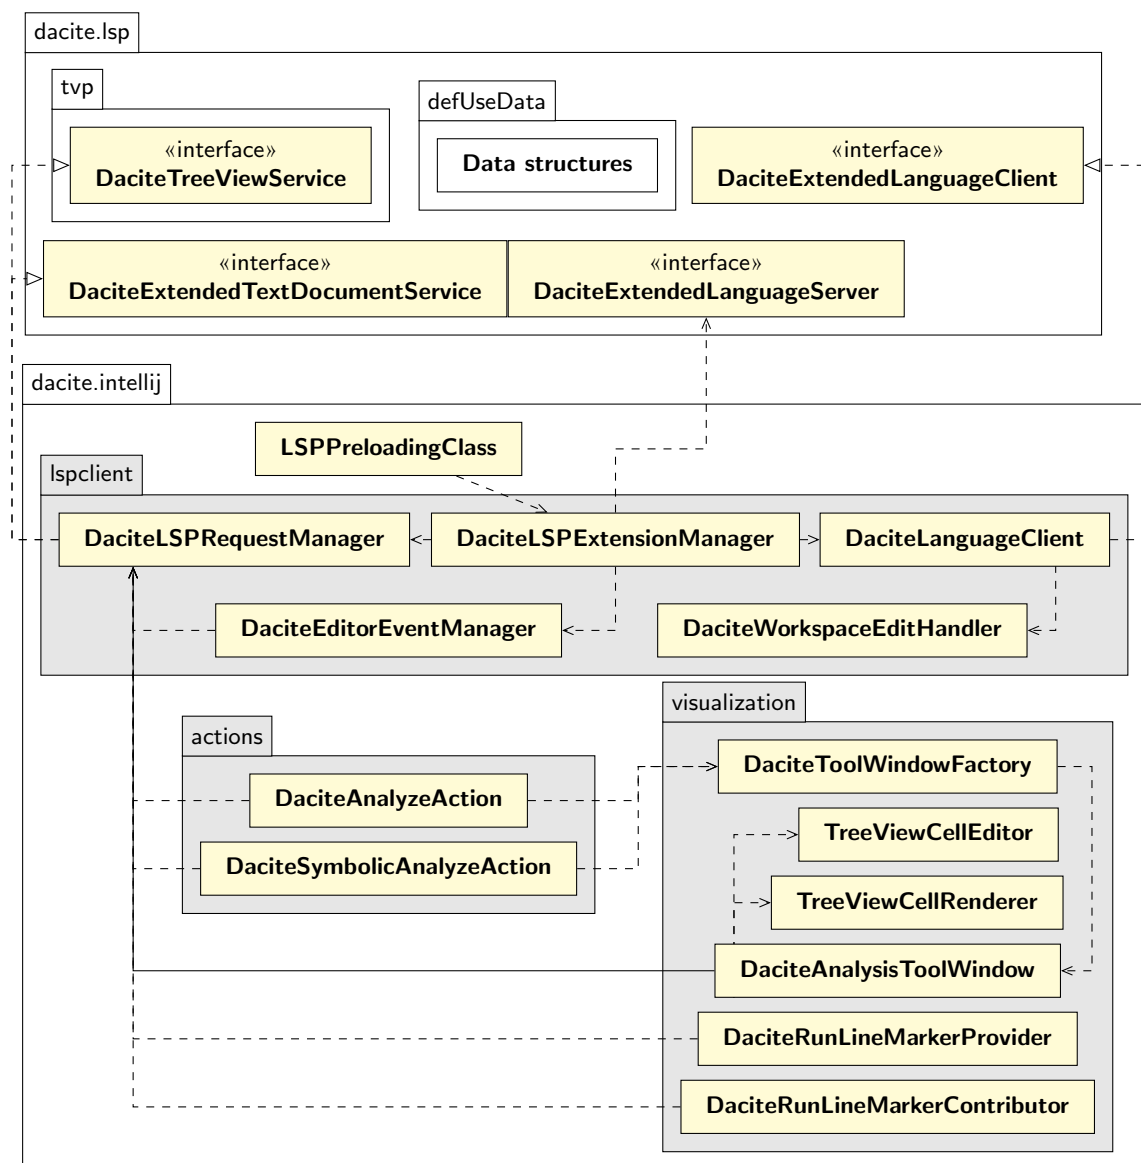 dacite.lsp
tvp
«interface»
DaciteTreeViewService
defUseData
Data structures
«interface»
DaciteExtendedLanguageClient
«interface»
DaciteExtendedTextDocumentService
«interface»
DaciteExtendedLanguageServer
dacite.intellij
LSPPreloadingClass
lspclient
DaciteLSPRequestManager
DaciteLSPExtensionManager
DaciteLanguageClient
DaciteEditorEventManager
DaciteWorkspaceEditHandler
actions
DaciteAnalyzeAction
DaciteSymbolicAnalyzeAction
visualization
DaciteToolWindowFactory
TreeViewCellEditor
TreeViewCellRenderer
DaciteAnalysisToolWindow
DaciteRunLineMarkerProvider
DaciteRunLineMarkerContributor